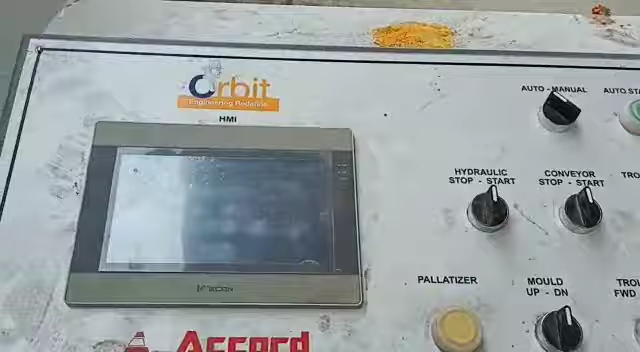 Orbit
Engineering Redefine
HMI
AUTO - MANUAL
AUTO STA
HYDRAULIC
STOP - START
CONVEYOR
STOP - START
TRO
PALLATIZER
MOULD
UP - DN
TROL
FWD
Accord